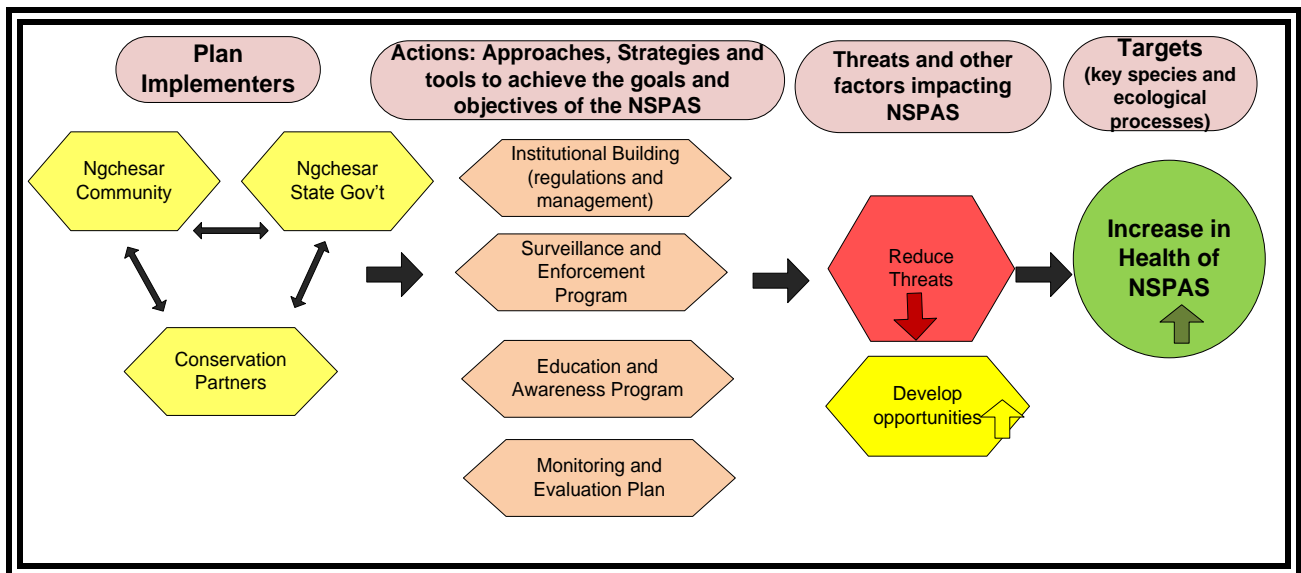 Plan
Implementers
Actions: Approaches, Strategies and
tools to achieve the goals and
objectives of the NSPAS
Threats and other
factors impacting
NSPAS
Targets
(key species and
ecological
processes)
Ngchesar
Community
Ngchesar
State Gov't
Conservation
Partners
Institutional Building
(regulations and
management)
Surveillance and
Enforcement
Program
Education and
Awareness Program
Monitoring and
Evaluation Plan
Reduce
Threats
Develop
opportunities
Increase in
Health of
NSPAS